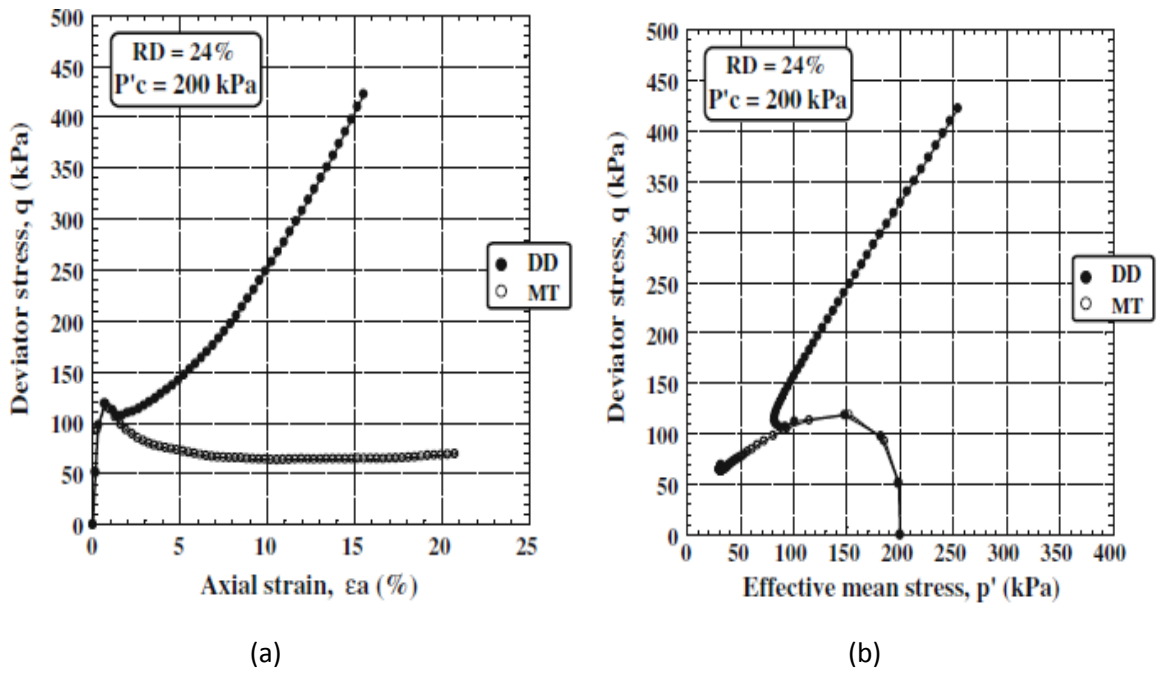 RD = 24%
P'c = 200 kPa
500
450
400
350
300
250
200
150
100
50
0
Deviator stress, q (kPa)
0
5
10
15
20
25
Axial strain, εa (%)
DD
MT
(a)
RD = 24%
P'c = 200 kPa
500
450
400
350
300
250
200
150
100
50
0
Deviator stress, q (kPa)
0
50
100
150
200
250
300
350
400
Effective mean stress, p' (kPa)
DD
MT
(b)